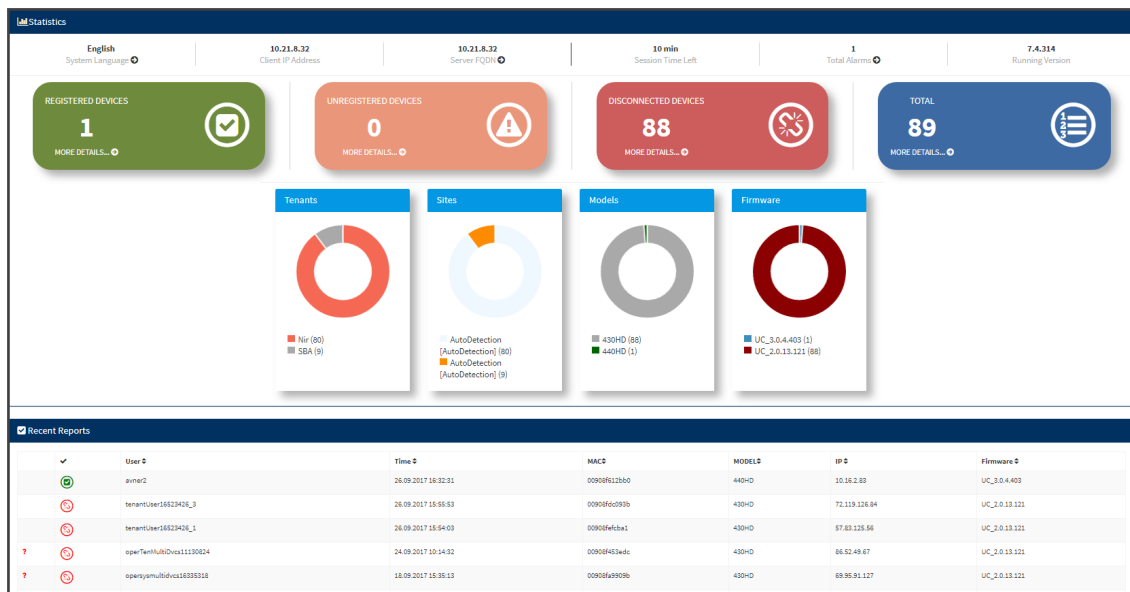 Statistics
English 10.21.8.32 10.21.8.32 10 min 1 7.4.314
System Language Client IP Address Server FQDN Session Time Left Total Alarms Running Version
REGISTERED DEVICES UNREGISTERED DEVICES DISCONNECTED DEVICES TOTAL
1 0 88 89
MORE DETAILS... MORE DETAILS... MORE DETAILS... MORE DETAILS...
Tenants Sites Models Firmware
Nir (80) AutoDetection 430HD (88) UC_3.0.4.403 (1)
SBA (9) [AutoDetection] (80) 440HD (1) UC_2.0.13.121 (88)
AutoDetection
[AutoDetection] (9)
Recent Reports
User Time MAC MODEL IP Firmware
avner2 26.09.2017 16:32:31 00908f612bb0 440HD 10.16.2.83 UC_3.0.4.403
tenantUser16523426_3 26.09.2017 15:55:53 00908fdc093b 430HD 72.119.126.84 UC_2.0.13.121
tenantUser16523426_1 26.09.2017 15:54:03 00908fefcba1 430HD 57.83.125.56 UC_2.0.13.121
? operTenMultiDvcs11130824 24.09.2017 10:14:32 00908f453edc 430HD 86.52.49.67 UC_2.0.13.121
? opersysmultidvcs16335318 18.09.2017 15:35:13 00908fa9909b 430HD 69.95.91.127 UC_2.0.13.121